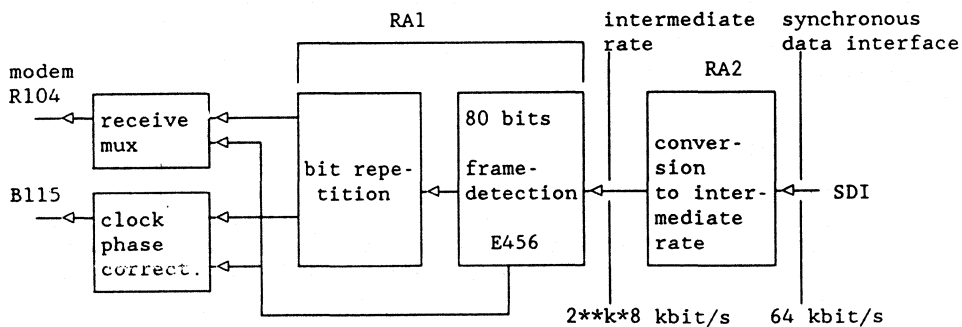 RA1
intermediate
rate
synchronous
data interface
RA2
modem
R104
receive
mux
bit repe-
tition
80 bits
frame-
detection
E456
conver-
sion
to inter-
mediate
rate
SDI
B115
clock
phase
correct.
2**k*8 kbit/s
64 kbit/s